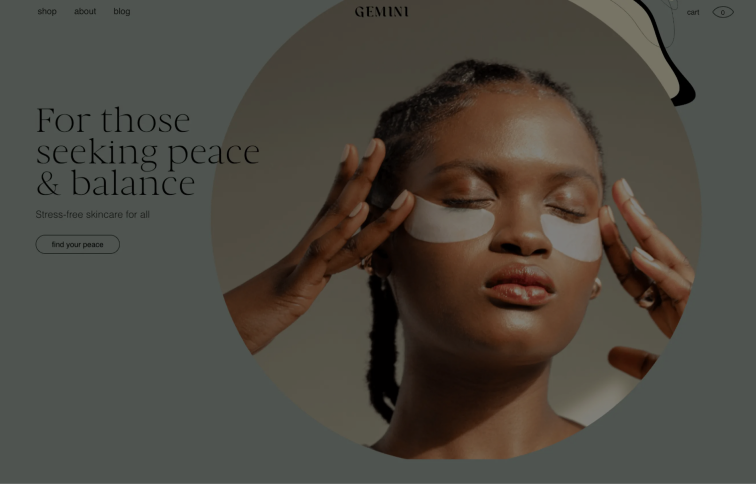 shop about blog GEMINI cart 0
For those
seeking peace
& balance
Stress-free skincare for all
find your peace